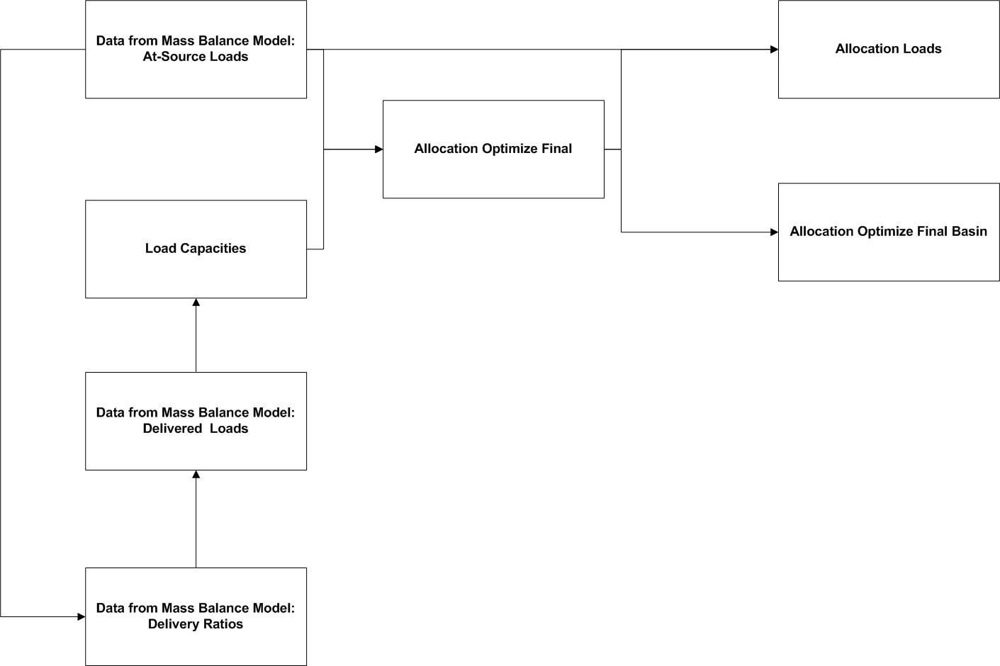 Data from Mass Balance Model:
At-Source Loads
Allocation Loads
Allocation Optimize Final
Allocation Optimize Final Basin
Load Capacities
Data from Mass Balance Model:
Delivered  Loads
Data from Mass Balance Model:
Delivery Ratios